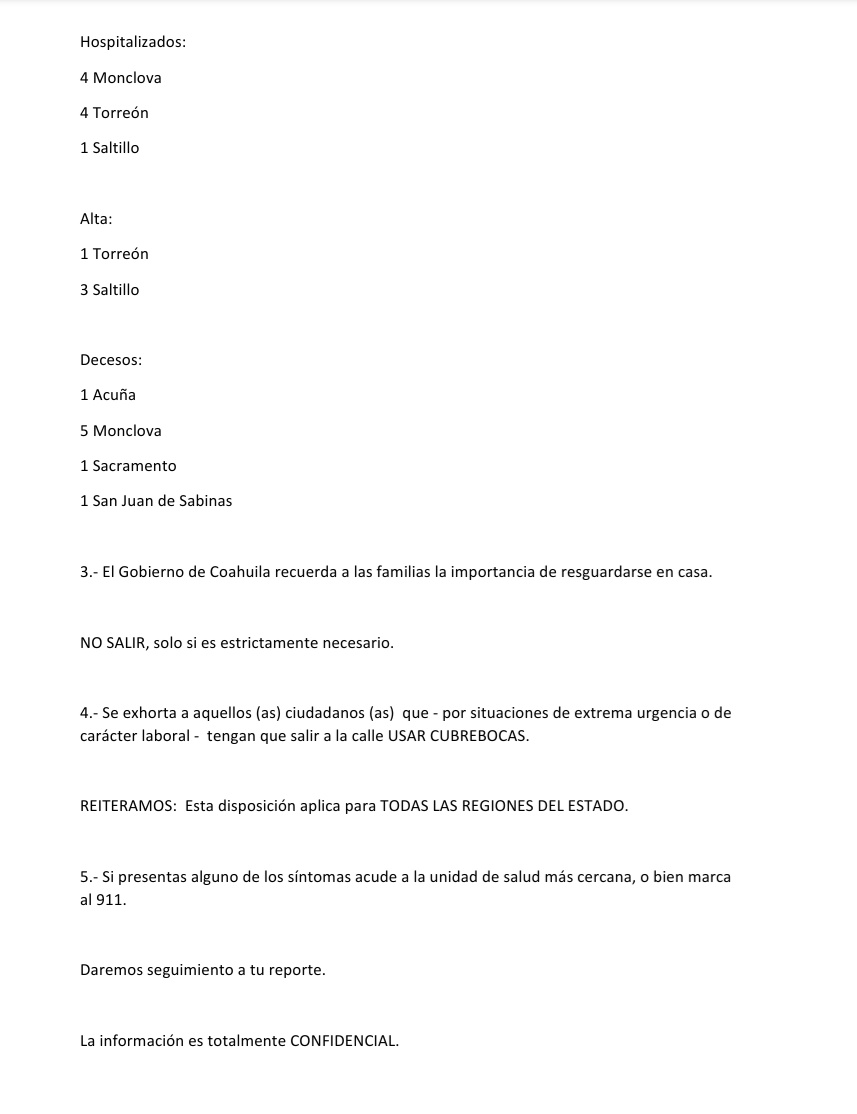 Hospitalizados:
4 Monclova
4 Torreón
1 Saltillo
Alta:
1 Torreón
3 Saltillo
Decesos:
1 Acuña
5 Monclova
1 Sacramento
1 San Juan de Sabinas
3.- El Gobierno de Coahuila recuerda a las familias la importancia de resguardarse en casa.
NO SALIR, solo si es estrictamente necesario.
4.- Se exhorta a aquellos (as) ciudadanos (as)  que - por situaciones de extrema urgencia o de
carácter laboral -  tengan que salir a la calle USAR CUBREBOCAS.
REITERAMOS:  Esta disposición aplica para TODAS LAS REGIONES DEL ESTADO.
5.- Si presentas alguno de los síntomas acude a la unidad de salud más cercana, o bien marca
al 911.
Daremos seguimiento a tu reporte.
La información es totalmente CONFIDENCIAL.